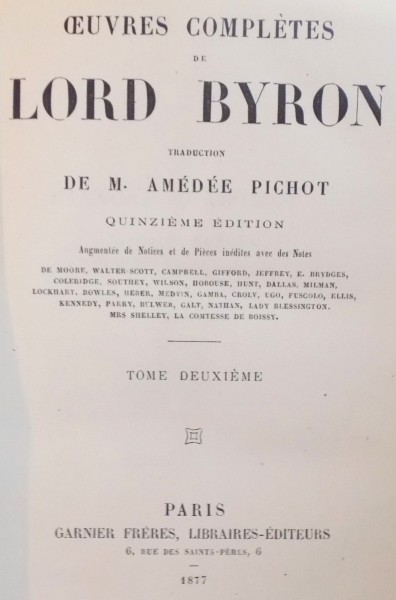 ŒUVRES COMPLÈTES
DE
LORD BYRON
TRADUCTION
DE M. AMÉDÉE PICHOT
QUINZIÈME ÉDITION
Augmentée de Notices et de Pièces inédites avec des Notes
DE MOORE, WALTER-SCOTT, CAMPBELL, GIFFORD, JEFFREY, E. BRYDGES,
COLERIDGE, SOUTHEY, WILSON, HOBOUSE, HUNT, DALLAS, MILMAN,
LOCKHART, BOWLES, HEBER, MEDVIN, GAMBA, CROLY, UGO, FUSCOLO, ELLIS,
KENNEDY, PARRY, BULWER, GALT, NATHAN, LADY BLESSINGTON.
MRS SHELLEY, LA COMTESSE DE BOISSY.
TOME DEUXIÈME
PARIS
GARNIER FRÈRES, LIBRAIRES-ÉDITEURS
6, RUE DES SAINTS-PÈRES, 6
1877